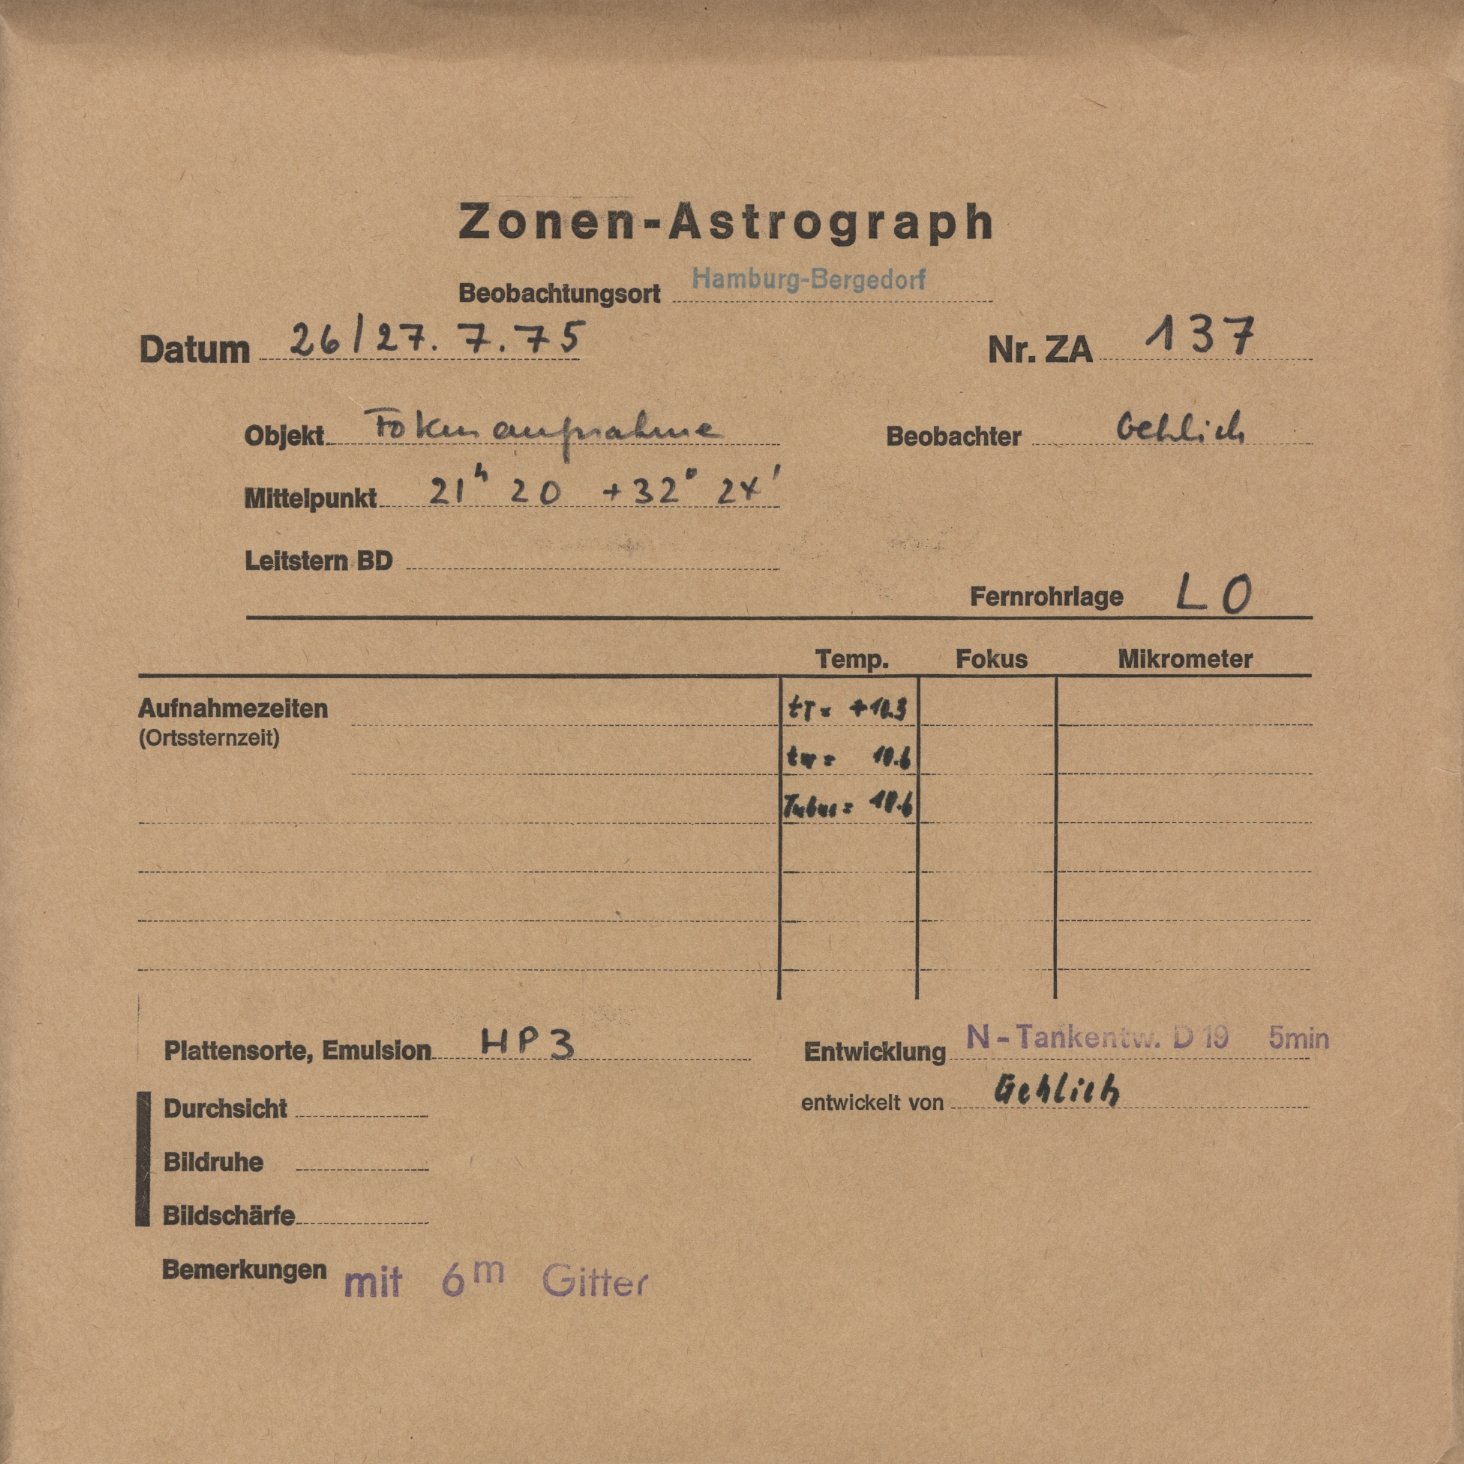 Zonen-Astrograph
Beobachtungsort Hamburg-Bergedorf
Datum 26/27. 7. 75 Nr. ZA 137
Objekt Fokusaufnahme Beobachter Gehlich
Mittelpunkt 21h 20 +32° 24'
Leitstern BD
Fernrohrlage L O
Temp. Fokus Mikrometer
Aufnahmezeiten tT =
(Ortssternzeit)
=
Tubus =
Plattensorte, Emulsion HP3 Entwicklung N-Tankentw. D 19 5min
Durchsicht entwickelt von Gehlich
Bildruhe
Bildschärfe
Bemerkungen mit 6m Gitter